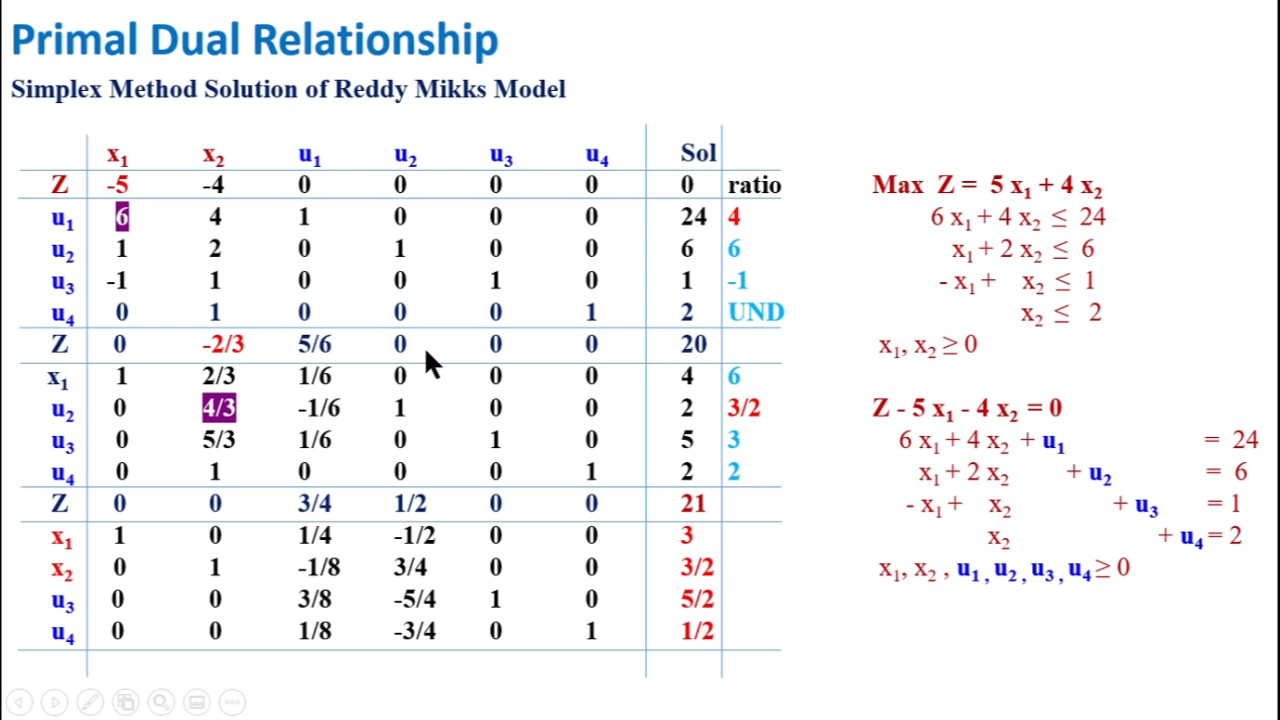 Primal Dual Relationship
Simplex Method Solution of Reddy Mikks Model
x₁ x₂ u₁ u₂ u₃ u₄ Sol
Z -5 -4 0 0 0 0 0 ratio
u₁ 6 4 1 0 0 0 24 4
u₂ 1 2 0 1 0 0 6 6
u₃ -1 1 0 0 1 0 1 -1
u₄ 0 1 0 0 0 1 2 UND
Z 0 -2/3 5/6 0 0 0 20
x₁ 1 2/3 1/6 0 0 0 4 6
u₂ 0 4/3 -1/6 1 0 0 2 3/2
u₃ 0 5/3 1/6 0 1 0 5 3
u₄ 0 1 0 0 0 1 2 2
Z 0 0 3/4 1/2 0 0 21
x₁ 1 0 1/4 -1/2 0 0 3
x₂ 0 1 -1/8 3/4 0 0 3/2
u₃ 0 0 3/8 -5/4 1 0 5/2
u₄ 0 0 1/8 -3/4 0 1 1/2
Max Z = 5 x₁ + 4 x₂
6 x₁ + 4 x₂ ≤ 24
x₁ + 2 x₂ ≤ 6
- x₁ + x₂ ≤ 1
x₂ ≤ 2
x₁, x₂ ≥ 0
Z - 5 x₁ - 4 x₂ = 0
6 x₁ + 4 x₂ + u₁ = 24
x₁ + 2 x₂ + u₂ = 6
- x₁ + x₂ + u₃ = 1
x₂ + u₄ = 2
x₁, x₂ , u₁ , u₂ , u₃ , u₄ ≥ 0